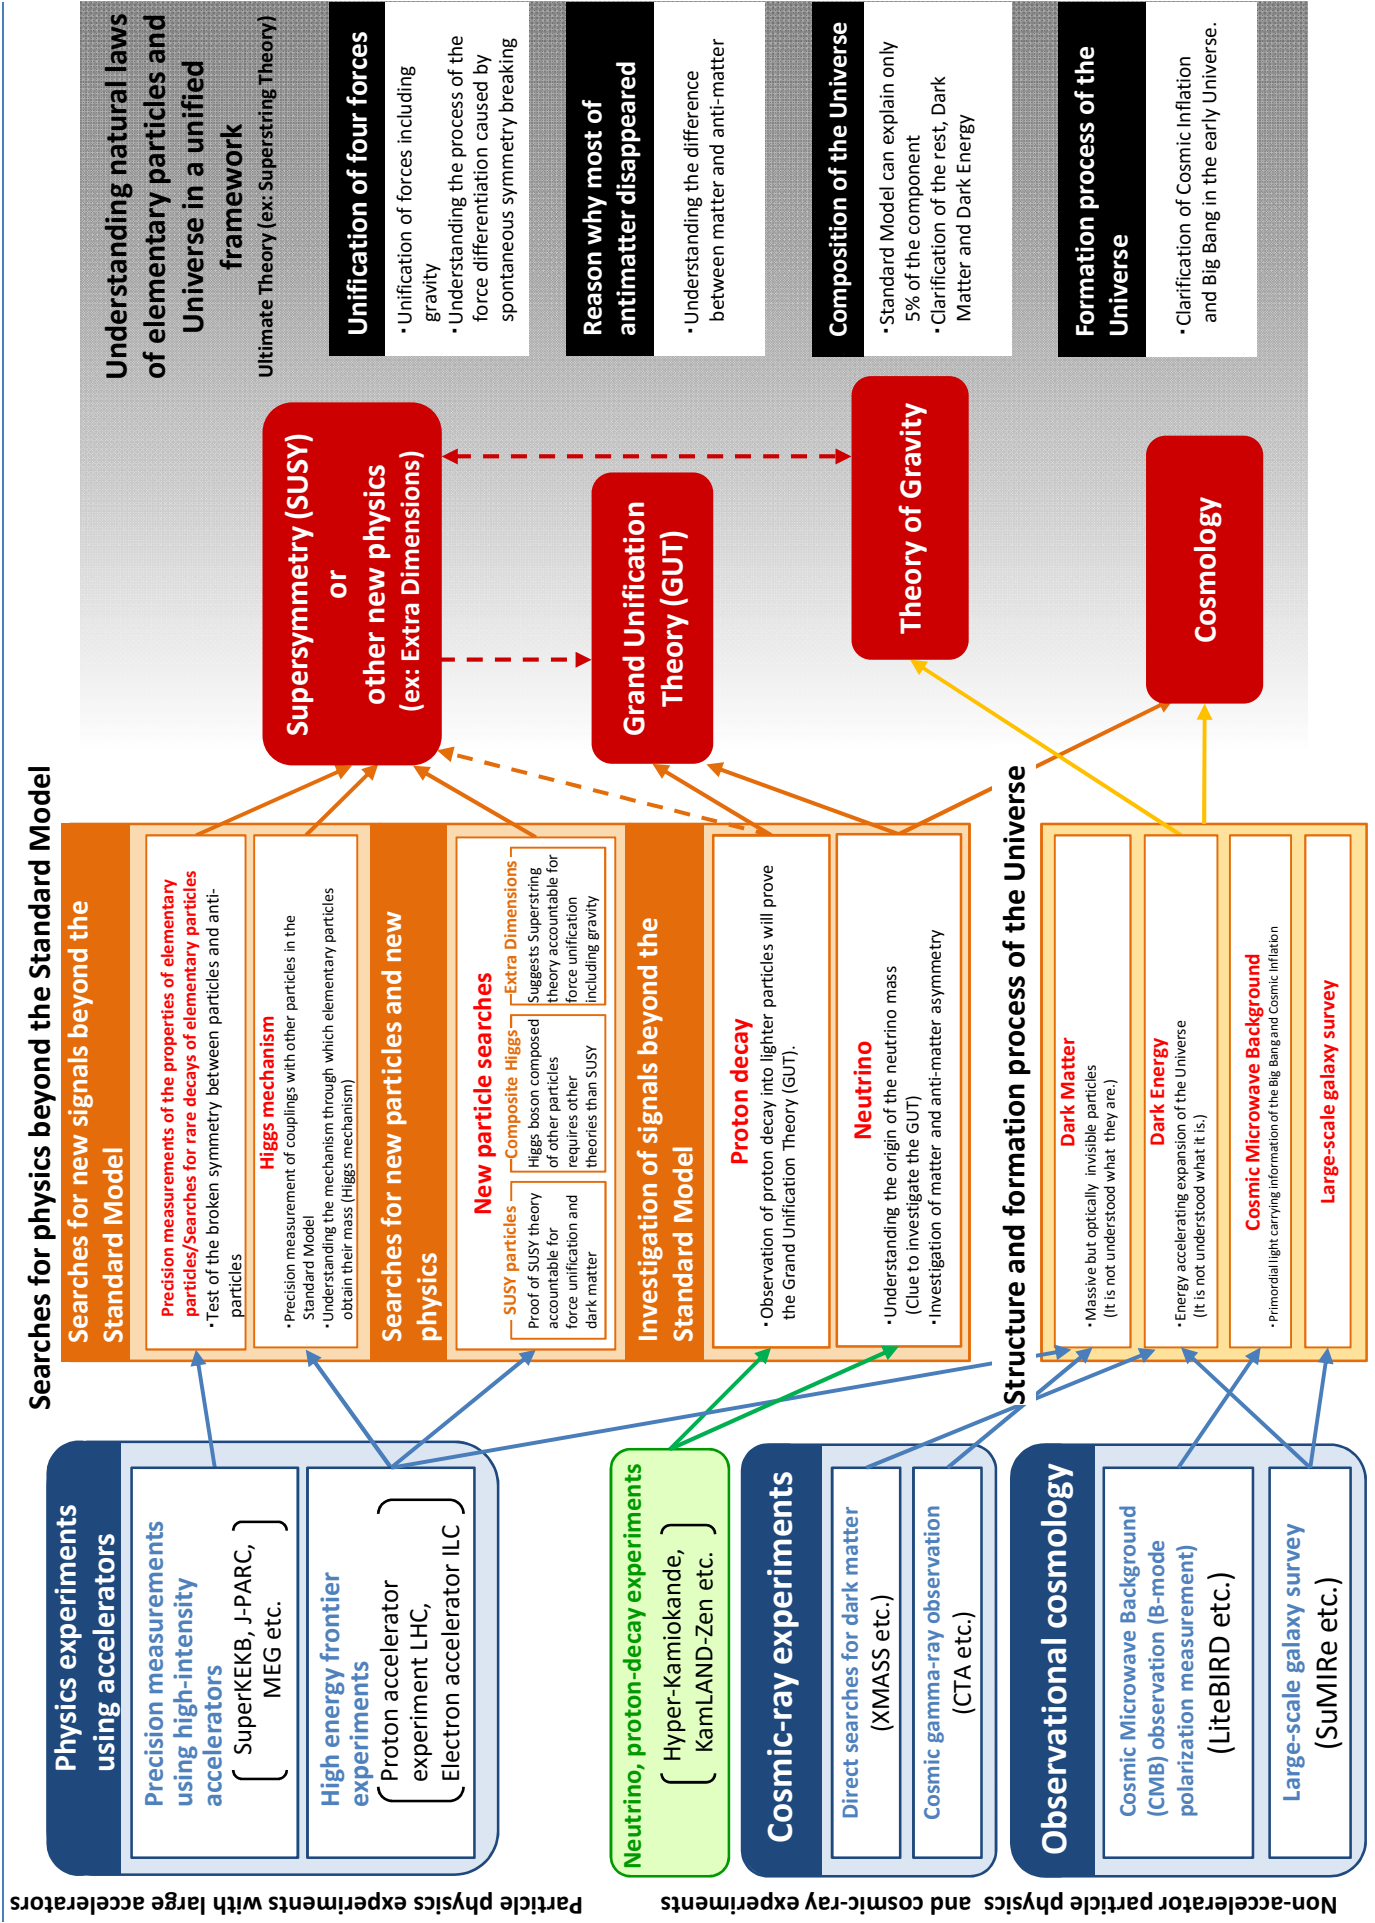 Particle physics experiments with large accelerators
Non-accelerator particle physics and cosmic-ray experiments
Physics experiments
using accelerators
Precision measurements
using high-intensity
accelerators
SuperKEKB, J-PARC,
MEG etc.
High energy frontier
experiments
Proton accelerator
experiment LHC,
Electron accelerator ILC
Neutrino, proton-decay experiments
Hyper-Kamiokande,
KamLAND-Zen etc.
Cosmic-ray experiments
Direct searches for dark matter
(XMASS etc.)
Cosmic gamma-ray observation
(CTA etc.)
Observational cosmology
Cosmic Microwave Background
(CMB) observation (B-mode
polarization measurement)
(LiteBIRD etc.)
Large-scale galaxy survey
(SuMIRe etc.)
Searches for physics beyond the Standard Model
Searches for new signals beyond the
Standard Model
Precision measurements of the properties of elementary
particles/Searches for rare decays of elementary particles
・Test of the broken symmetry between particles and anti-
particles
Higgs mechanism
・Precision measurement of couplings with other particles in the
Standard Model
・Understanding the mechanism through which elementary particles
obtain their mass (Higgs mechanism)
Searches for new particles and new
physics
New particle searches
SUSY particles
Proof of SUSY theory
accountable for
force unification and
dark matter
Composite Higgs
Higgs boson composed
of other particles
requires other
theories than SUSY
Extra Dimensions
Suggests Superstring
theory accountable for
force unification
including gravity
Investigation of signals beyond the
Standard Model
Proton decay
・Observation of proton decay into lighter particles will prove
the Grand Unification Theory (GUT).
Neutrino
・Understanding the origin of the neutrino mass
(Clue to investigate the GUT)
・Investigation of matter and anti-matter asymmetry
Structure and formation process of the Universe
Dark Matter
・Massive but optically invisible particles
(It is not understood what they are.)
Dark Energy
・Energy accelerating expansion of the Universe
(It is not understood what it is.)
Cosmic Microwave Background
・Primordial light carrying information of the Big Bang and Cosmic Inflation
Large-scale galaxy survey
Supersymmetry (SUSY)
or
other new physics
(ex: Extra Dimensions)
Grand Unification
Theory (GUT)
Theory of Gravity
Cosmology
Understanding natural laws
of elementary particles and
Universe in a unified
framework
Ultimate Theory (ex: Superstring Theory)
Unification of four forces
・Unification of forces including
gravity
・Understanding the process of the
force differentiation caused by
spontaneous symmetry breaking
Reason why most of
antimatter disappeared
・Understanding the difference
between matter and anti-matter
Composition of the Universe
・Standard Model can explain only
5% of the component
・Clarification of the rest, Dark
Matter and Dark Energy
Formation process of the
Universe
・Clarification of Cosmic Inflation
and Big Bang in the early Universe.